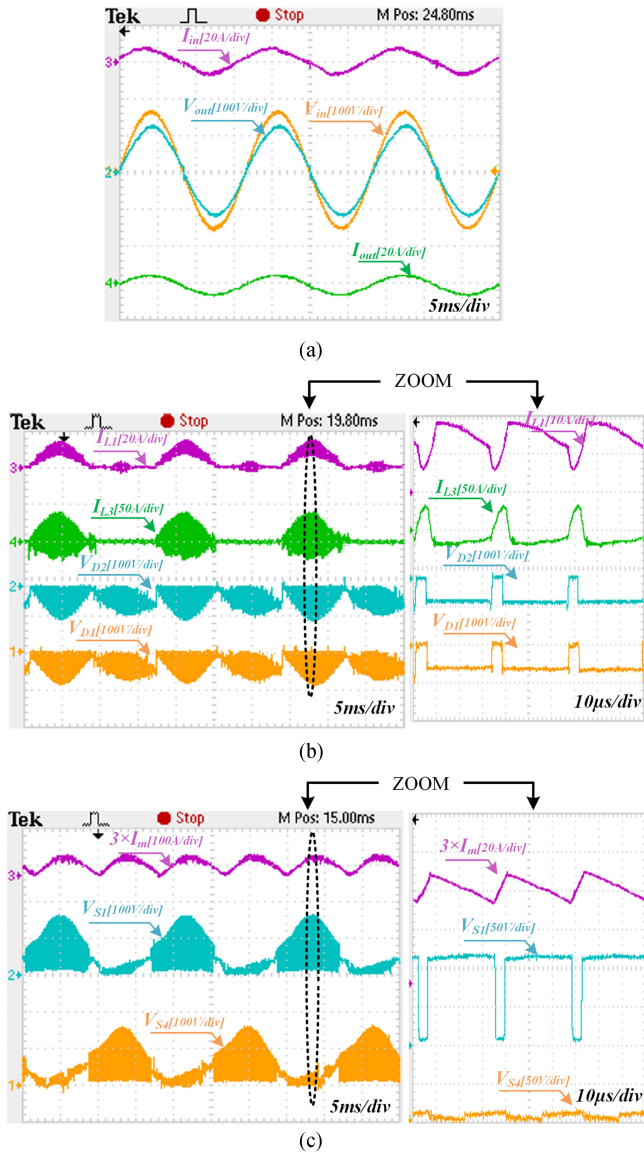 Tek Stop M Pos: 24.80ms
I_in[20A/div]
3
V_out[100V/div] V_in[100V/div]
2
I_out[20A/div]
4
5ms/div
(a)
ZOOM
Tek Stop M Pos: 19.80ms
I_L1[20A/div] I_L1[10A/div]
3
I_L3[50A/div] I_L3[50A/div]
4
V_D2[100V/div] V_D2[100V/div]
2
V_D1[100V/div] V_D1[100V/div]
1
5ms/div 10μs/div
(b)
ZOOM
Tek Stop M Pos: 15.00ms
3×I_m[100A/div] 3×I_m[20A/div]
3
V_S1[100V/div] V_S1[50V/div]
2
V_S4[100V/div] V_S4[50V/div]
1
5ms/div 10μs/div
(c)